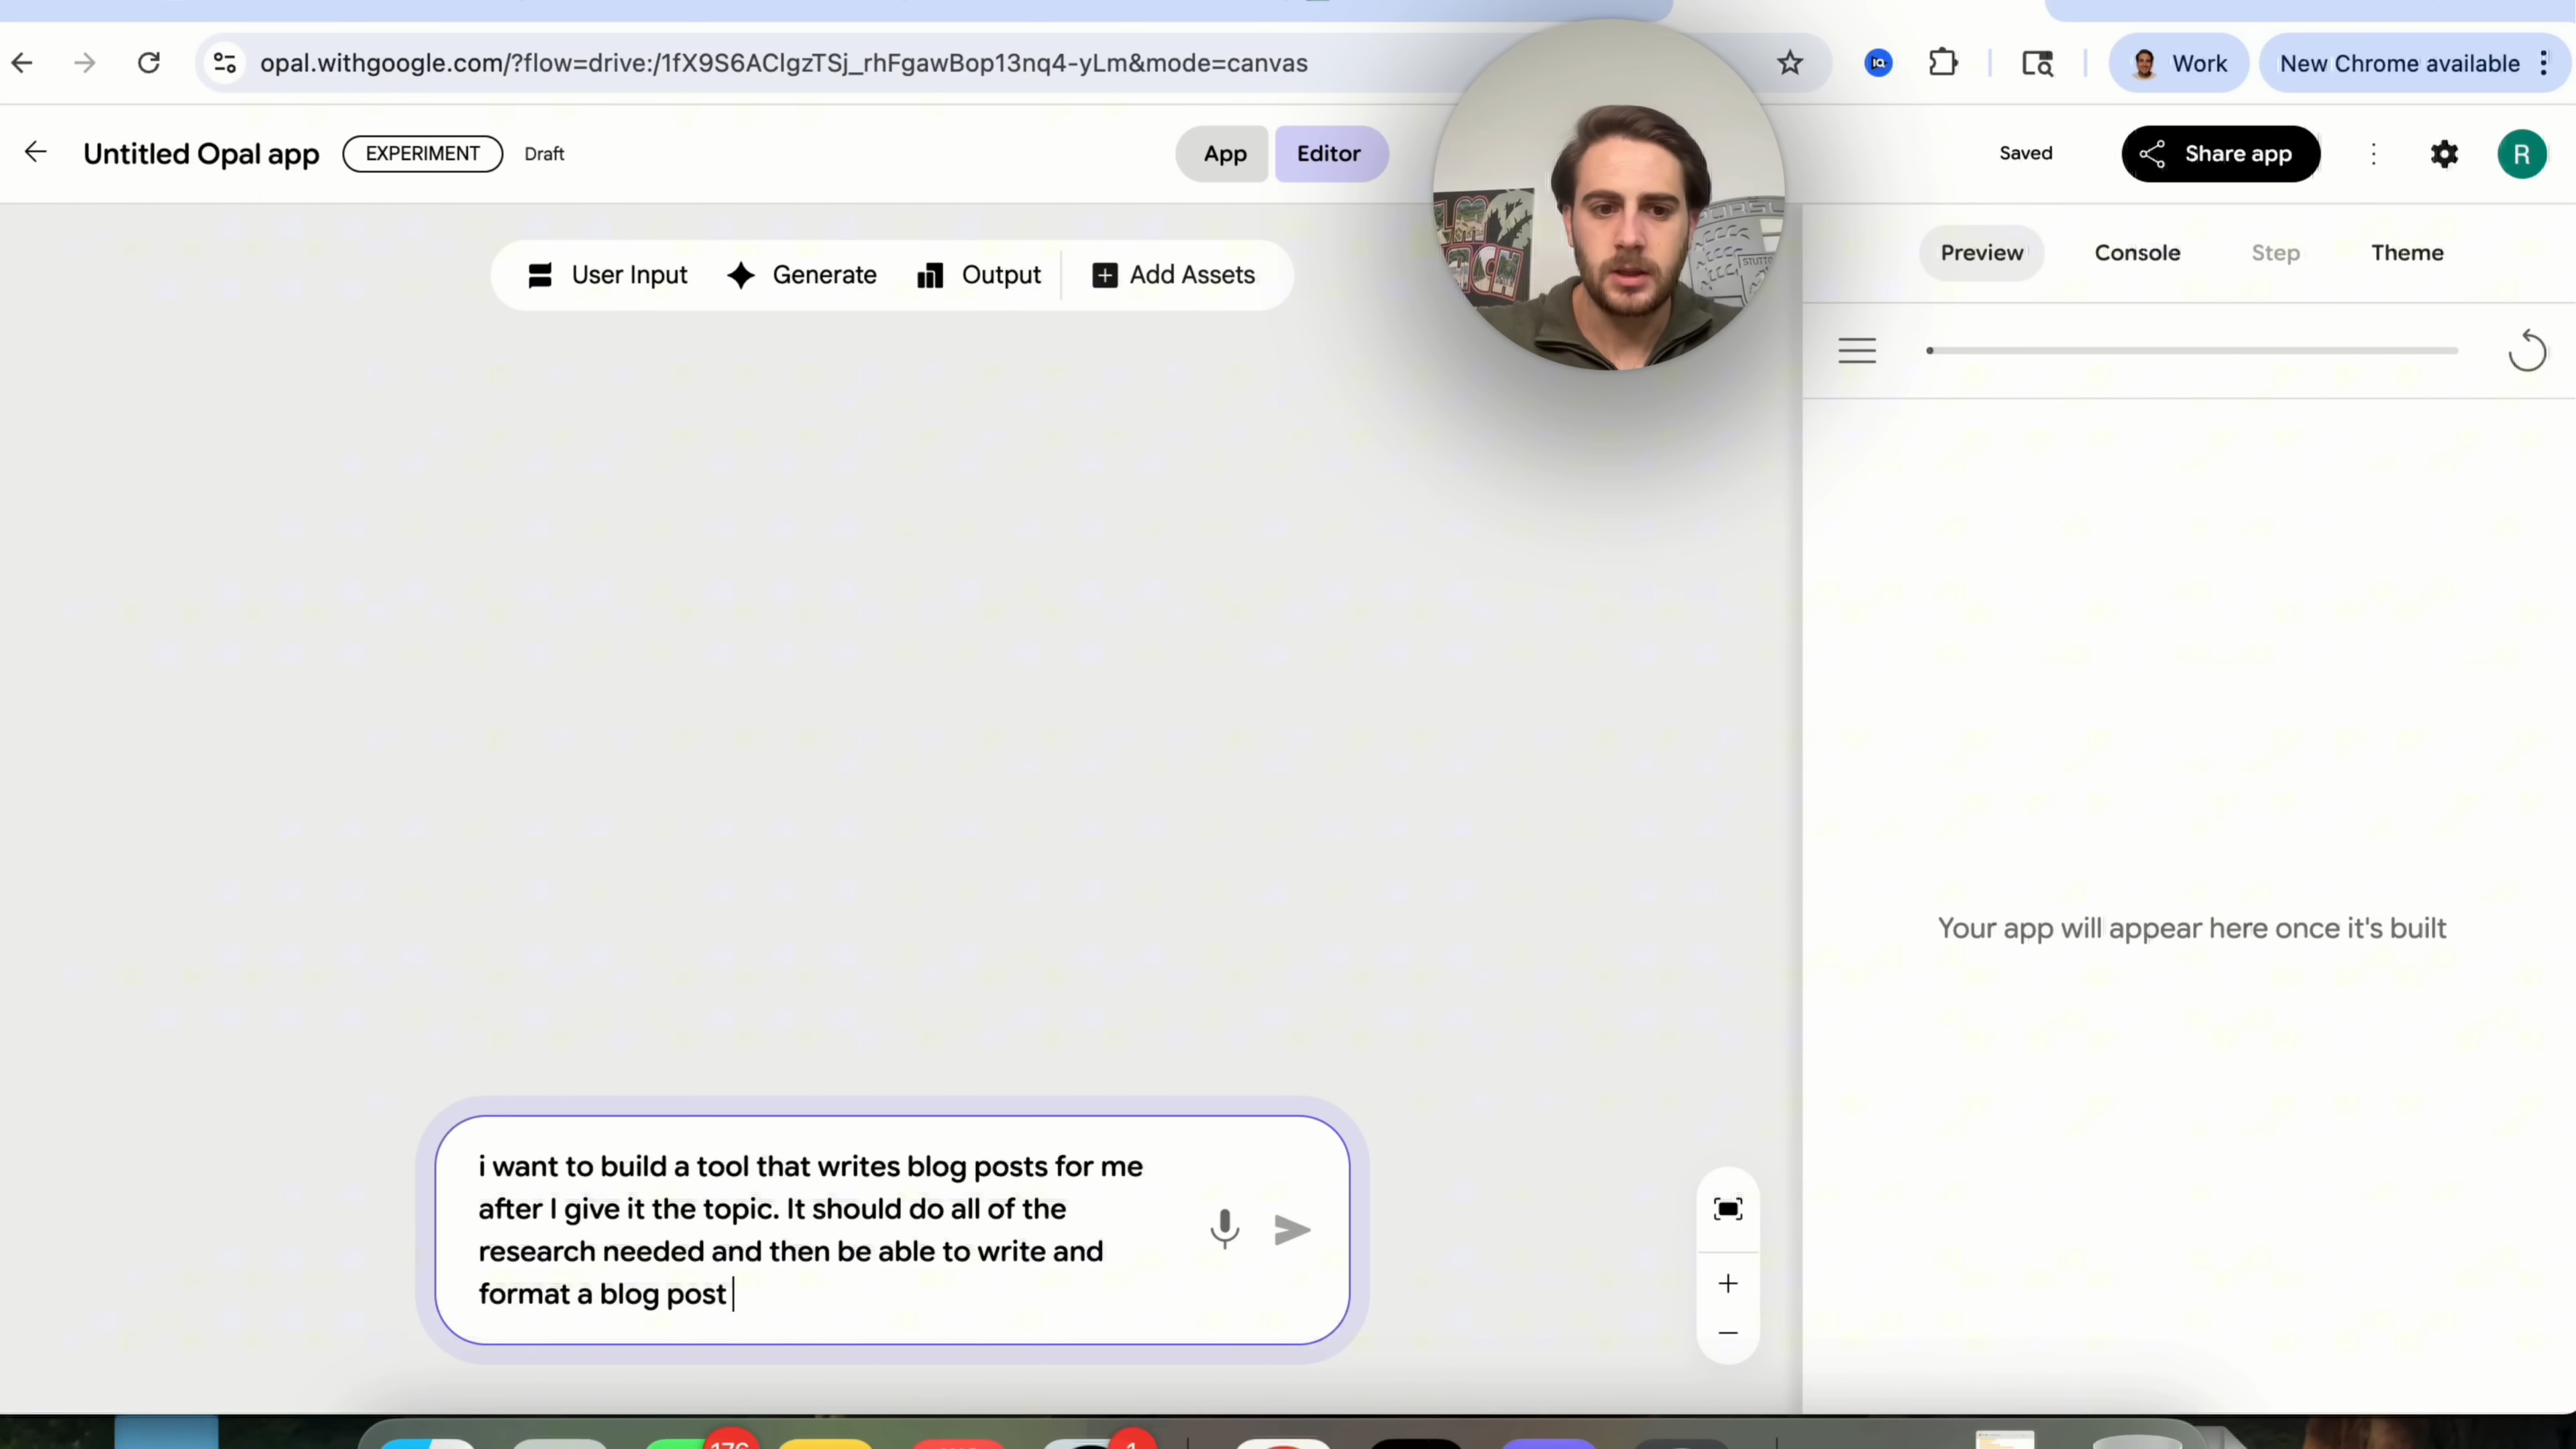 opal.withgoogle.com/?flow=drive:/1fX9S6AClgzTSj_rhFgawBop13nq4-yLm&mode=canvas
Work
New Chrome available
Untitled Opal app
EXPERIMENT
Draft
App
Editor
Saved
Share app
R
User Input
Generate
Output
Add Assets
Preview
Console
Step
Theme
Your app will appear here once it's built
i want to build a tool that writes blog posts for me
after I give it the topic. It should do all of the
research needed and then be able to write and
format a blog post